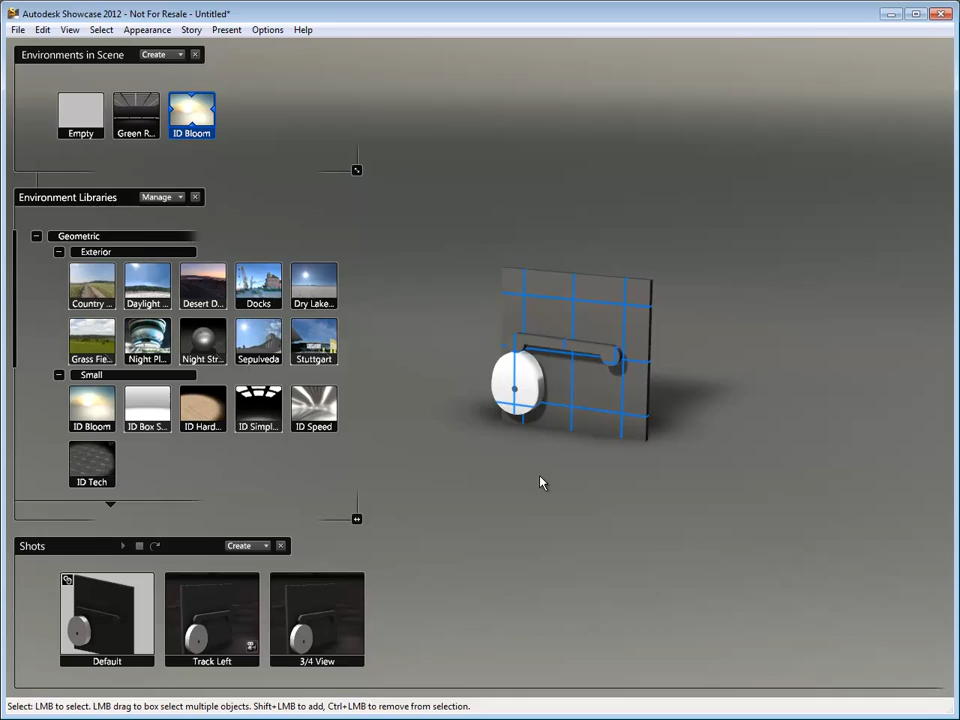 Autodesk Showcase 2012 - Not For Resale - Untitled*
File Edit View Select Appearance Story Present Options Help
Environments in Scene Create
Empty Green R... ID Bloom
Environment Libraries Manage
Geometric
Exterior
Country ... Daylight ... Desert D... Docks Dry Lake...
Grass Fie... Night Pl... Night Str... Sepulveda Stuttgart
Small
ID Bloom ID Box S... ID Hard... ID Simpl... ID Speed
ID Tech
Shots Create
Default Track Left 3/4 View
Select: LMB to select. LMB drag to box select multiple objects. Shift+LMB to add, Ctrl+LMB to remove from selection.